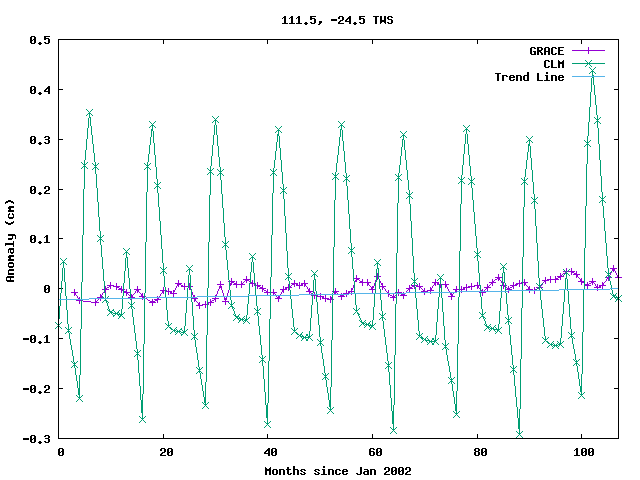 111.5, -24.5 TWS
GRACE
CLM
Trend Line
Anomaly (cm)
0.5
0.4
0.3
0.2
0.1
0
-0.1
-0.2
-0.3
0 20 40 60 80 100
Months since Jan 2002